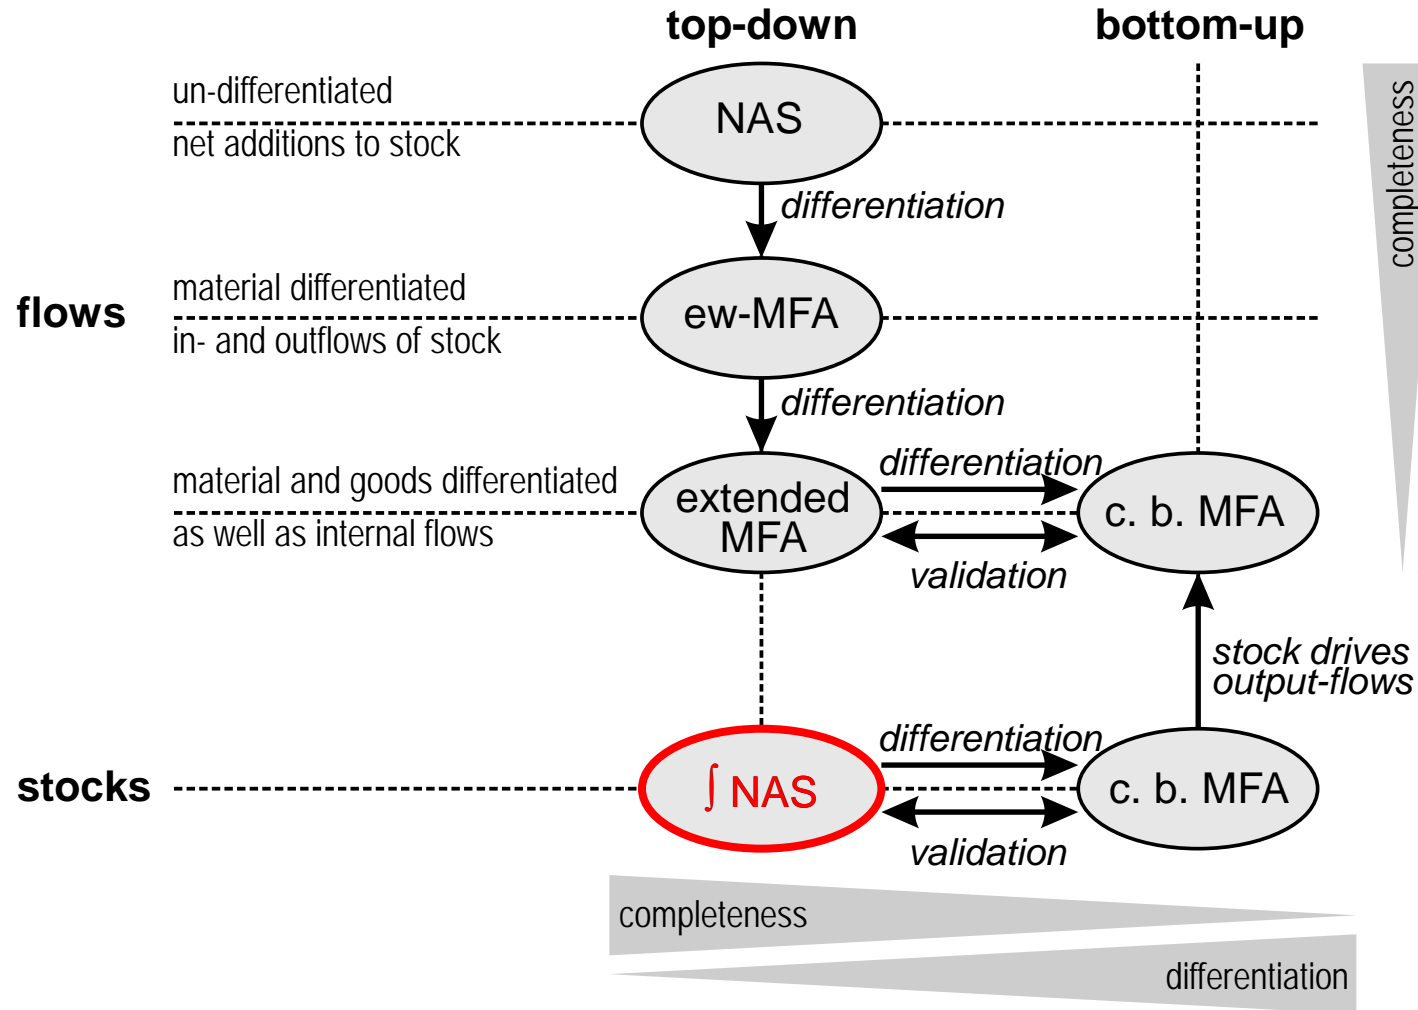 top-down
bottom-up
un-differentiated
net additions to stock
NAS
completeness
differentiation
flows
material differentiated
in- and outflows of stock
ew-MFA
differentiation
material and goods differentiated
as well as internal flows
extended
MFA
differentiation
validation
c. b. MFA
stock drives
output-flows
stocks
∫ NAS
differentiation
validation
c. b. MFA
completeness
differentiation